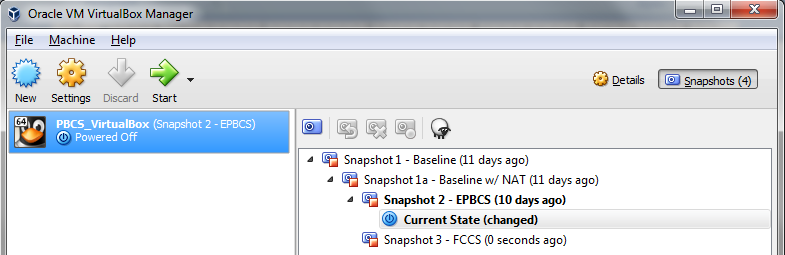 Oracle VM VirtualBox Manager
File Machine Help
New Settings Discard Start Details Snapshots (4)
64 PBCS_VirtualBox (Snapshot 2 - EPBCS)
Powered Off
Snapshot 1 - Baseline (11 days ago)
Snapshot 1a - Baseline w/ NAT (11 days ago)
Snapshot 2 - EPBCS (10 days ago)
Current State (changed)
Snapshot 3 - FCCS (0 seconds ago)